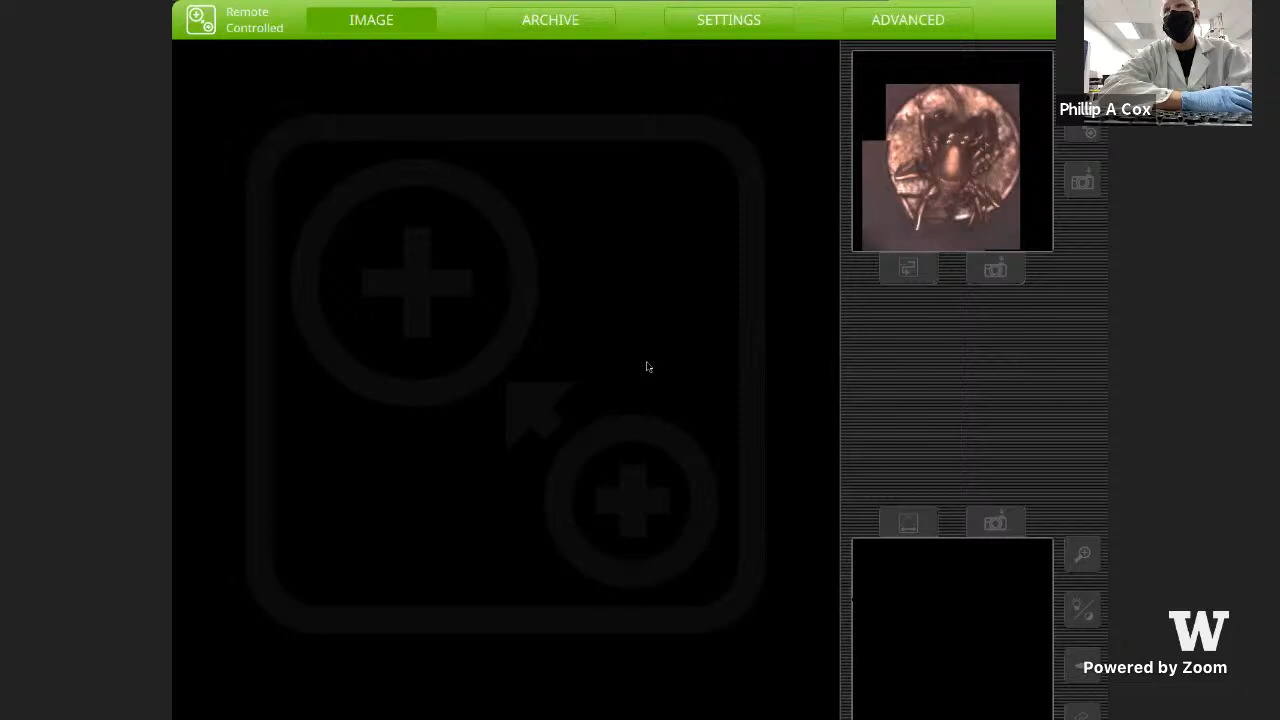 Remote
Controlled
IMAGE
ARCHIVE
SETTINGS
ADVANCED
Phillip A Cox
W
Powered by Zoom